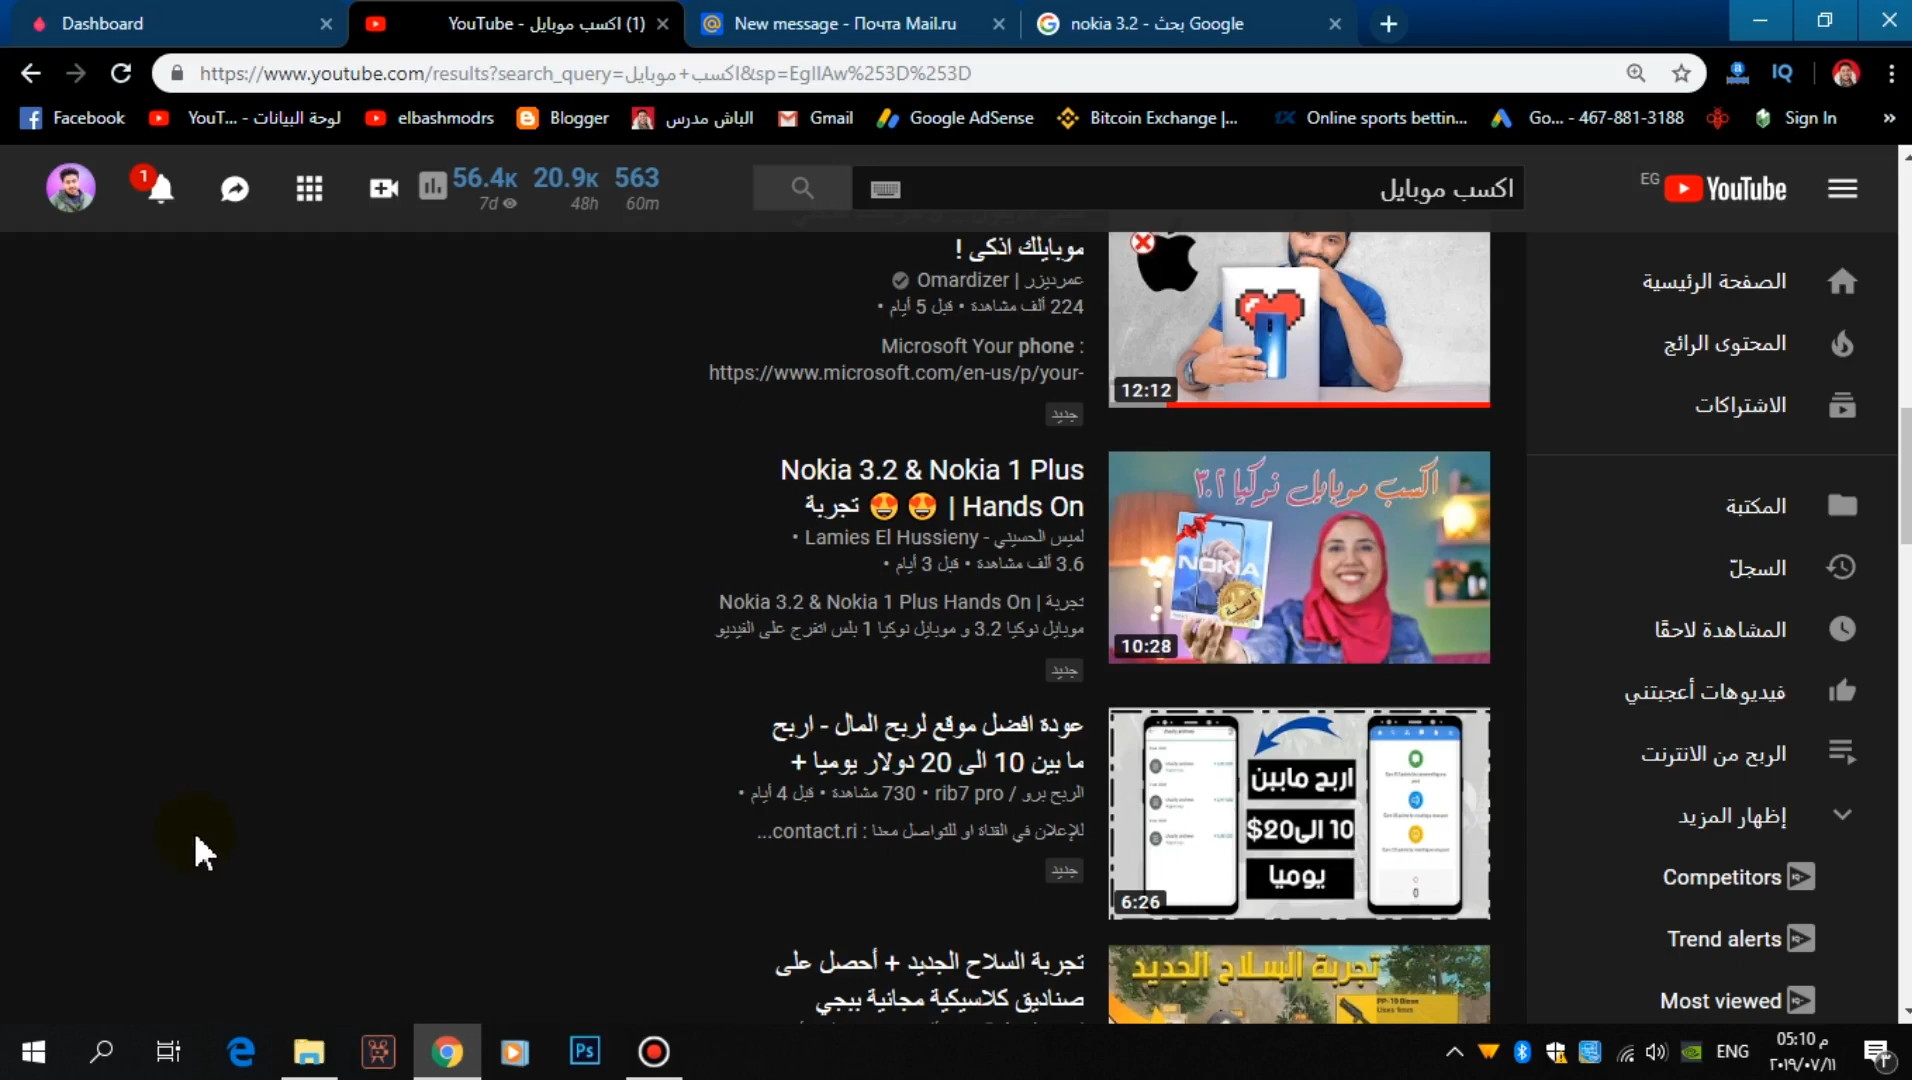 Dashboard
YouTube - اكسب موبايل (1)
New message - Почта Mail.ru
nokia 3.2 - بحث Google
https://www.youtube.com/results?search_query=اكسب+موبايل&sp=EgIIAw%253D%253D
Facebook
YouT... - لوحة البيانات
elbashmodrs
Blogger
الباش مدرس
Gmail
Google AdSense
Bitcoin Exchange |...
Online sports bettin...
Go... - 467-881-3188
Sign In
IQ
1
56.4K 20.9K 563
7d 48h 60m
اكسب موبايل
YouTube EG
موبايلك اذكى !
عمرديزر | Omardizer
224 ألف مشاهدة • قبل 5 أيام •
Microsoft Your phone :
https://www.microsoft.com/en-us/p/your-
جديد
12:12
Nokia 3.2 & Nokia 1 Plus
Hands On | تجربة
لميس الحسيني - Lamies El Hussieny •
3.6 ألف مشاهدة • قبل 3 أيام •
تجربة | Nokia 3.2 & Nokia 1 Plus Hands On
موبايل نوكيا 3.2 و موبايل نوكيا 1 بلس اتفرج على الفيديو
جديد
اكسب موبايل نوكيا ٣.٢
NOKIA
10:28
عودة افضل موقع لربح المال - اربح
ما بين 10 الى 20 دولار يوميا +
الربح برو / rib7 pro • 730 مشاهدة • قبل 4 أيام •
للإعلان في القناة او للتواصل معنا : contact.ri...
جديد
اربح مابين
10 الى20$
يوميا
6:26
تجربة السلاح الجديد + أحصل على
صناديق كلاسيكية مجانية ببجي
تجربة السلاح الجديد
الصفحة الرئيسية
المحتوى الرائج
الاشتراكات
المكتبة
السجلّ
المشاهدة لاحقًا
فيديوهات أعجبتني
الربح من الانترنت
إظهار المزيد
Competitors
Trend alerts
Most viewed
Ps
ENG
05:10 م
٢٠١٩/٠٧/١١
٣